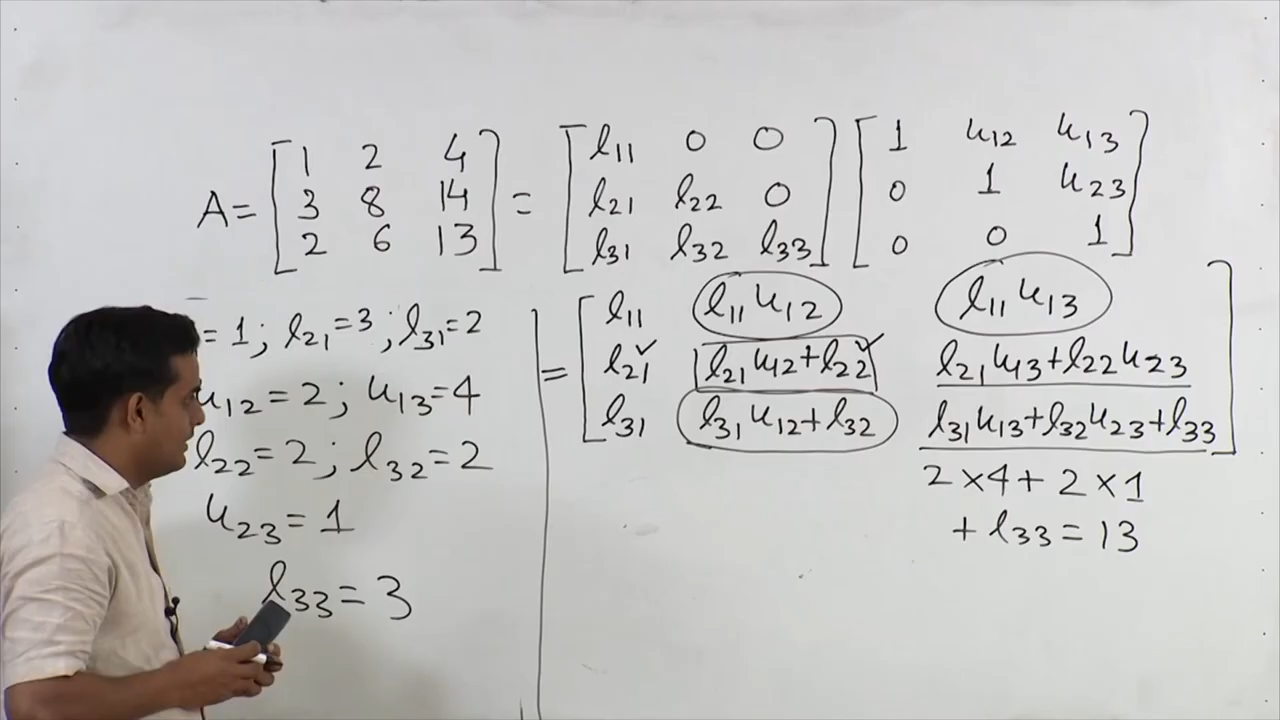 A = [ 1 2 4 ; 3 8 14 ; 2 6 13 ] = [ l₁₁ 0 0 ; l₂₁ l₂₂ 0 ; l₃₁ l₃₂ l₃₃ ] [ 1 u₁₂ u₁₃ ; 0 1 u₂₃ ; 0 0 1 ]
= [ l₁₁ l₁₁u₁₂ l₁₁u₁₃ ; l₂₁✓ l₂₁u₁₂+l₂₂✓ l₂₁u₁₃+l₂₂u₂₃ ; l₃₁ l₃₁u₁₂+l₃₂ l₃₁u₁₃+l₃₂u₂₃+l₃₃ ]
2×4+2×1
+l₃₃=13
=1; l₂₁=3; l₃₁=2
u₁₂=2; u₁₃=4
l₂₂=2; l₃₂=2
u₂₃=1
l₃₃=3